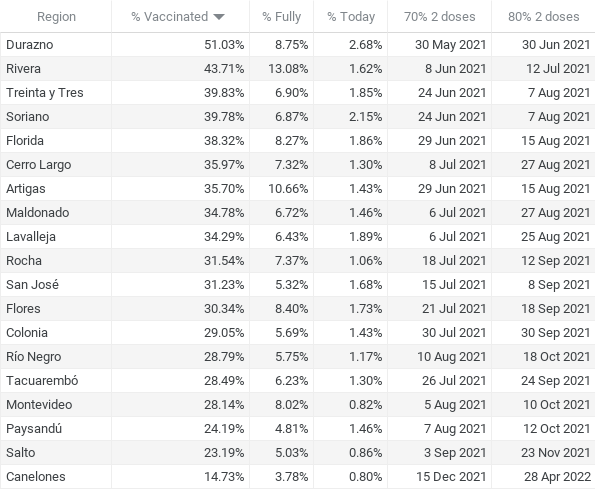 Region % Vaccinated % Fully % Today 70% 2 doses 80% 2 doses
Durazno 51.03% 8.75% 2.68% 30 May 2021 30 Jun 2021
Rivera 43.71% 13.08% 1.62% 8 Jun 2021 12 Jul 2021
Treinta y Tres 39.83% 6.90% 1.85% 24 Jun 2021 7 Aug 2021
Soriano 39.78% 6.87% 2.15% 24 Jun 2021 7 Aug 2021
Florida 38.32% 8.27% 1.86% 29 Jun 2021 15 Aug 2021
Cerro Largo 35.97% 7.32% 1.30% 8 Jul 2021 27 Aug 2021
Artigas 35.70% 10.66% 1.43% 29 Jun 2021 15 Aug 2021
Maldonado 34.78% 6.72% 1.46% 6 Jul 2021 27 Aug 2021
Lavalleja 34.29% 6.43% 1.89% 6 Jul 2021 25 Aug 2021
Rocha 31.54% 7.37% 1.06% 18 Jul 2021 12 Sep 2021
San José 31.23% 5.32% 1.68% 15 Jul 2021 8 Sep 2021
Flores 30.34% 8.40% 1.73% 21 Jul 2021 18 Sep 2021
Colonia 29.05% 5.69% 1.43% 30 Jul 2021 30 Sep 2021
Río Negro 28.79% 5.75% 1.17% 10 Aug 2021 18 Oct 2021
Tacuarembó 28.49% 6.23% 1.30% 26 Jul 2021 24 Sep 2021
Montevideo 28.14% 8.02% 0.82% 5 Aug 2021 10 Oct 2021
Paysandú 24.19% 4.81% 1.46% 7 Aug 2021 12 Oct 2021
Salto 23.19% 5.03% 0.86% 3 Sep 2021 23 Nov 2021
Canelones 14.73% 3.78% 0.80% 15 Dec 2021 28 Apr 2022